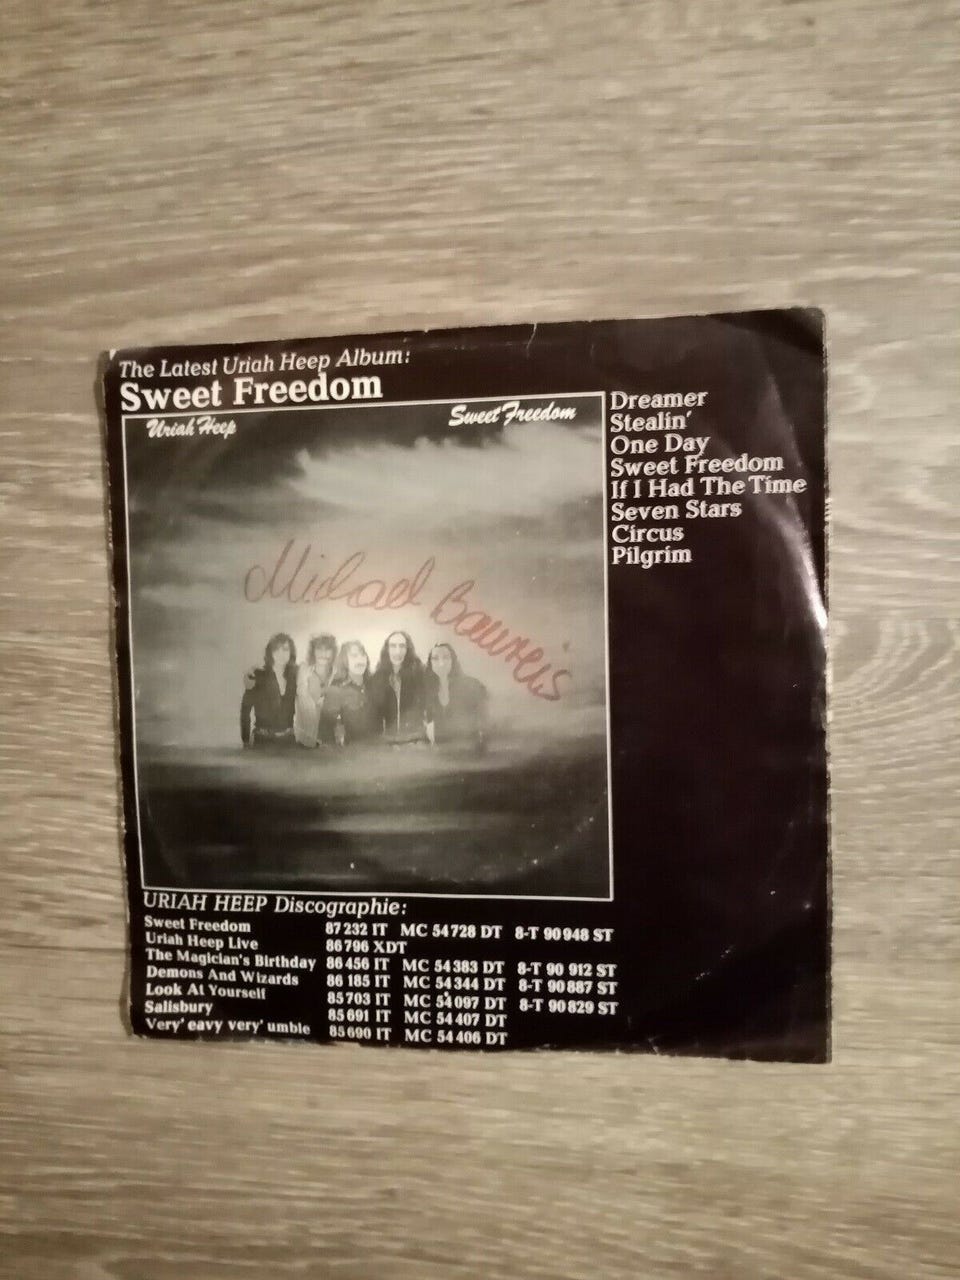 The Latest Uriah Heep Album:
Sweet Freedom
Uriah Heep
Sweet Freedom
Michael Baureis
Dreamer
Stealin'
One Day
Sweet Freedom
If I Had The Time
Seven Stars
Circus
Pilgrim
URIAH HEEP Discographie:
Sweet Freedom 87 232 IT MC 54 728 DT 8-T 90 948 ST
Uriah Heep Live 86 796 XDT
The Magician's Birthday 86 456 IT MC 54 383 DT 8-T 90 912 ST
Demons And Wizards 86 185 IT MC 54 344 DT 8-T 90 887 ST
Look At Yourself 85 703 IT MC 54 097 DT 8-T 90 829 ST
Salisbury 85 691 IT MC 54 407 DT
Very' eavy very' umble 85 690 IT MC 54 406 DT